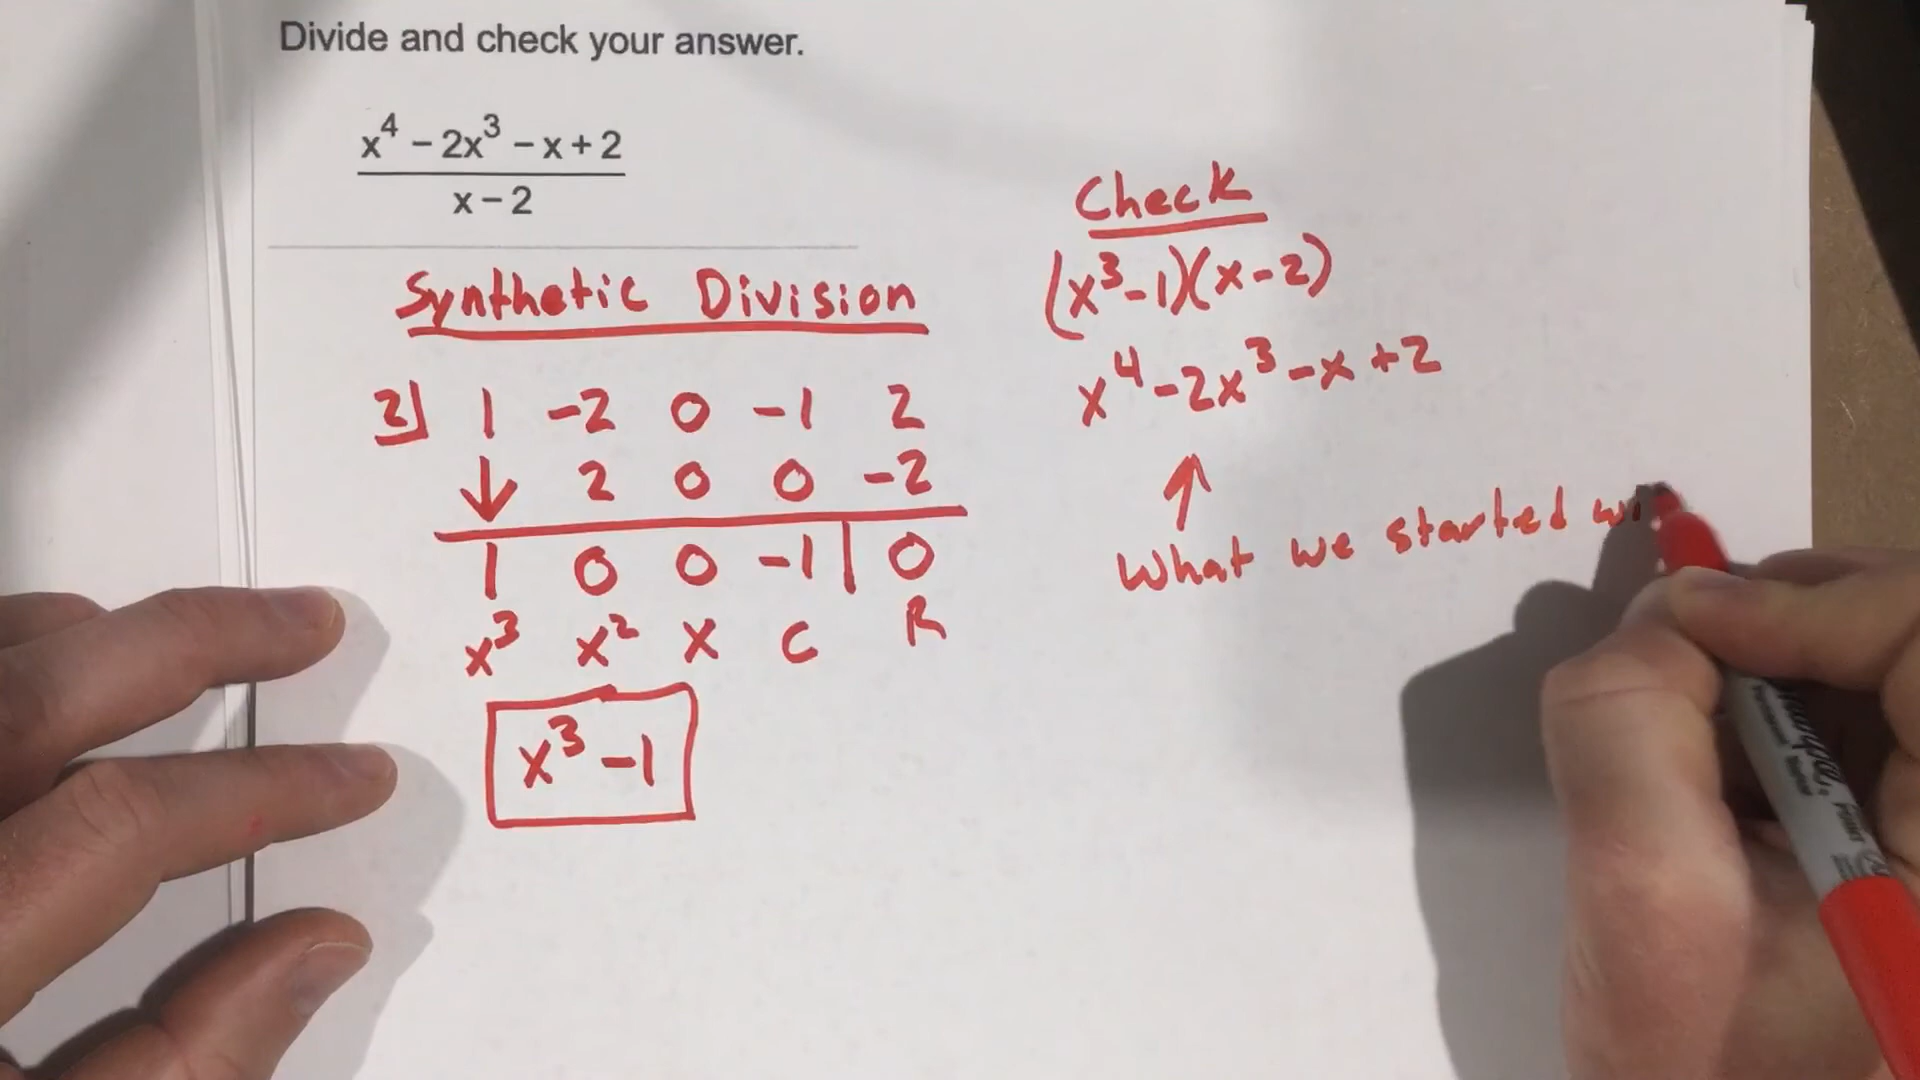 Divide and check your answer.
x⁴ − 2x³ − x + 2
x − 2
Synthetic Division
2 1 -2 0 -1 2
↓ 2 0 0 -2
1 0 0 -1 | 0
x³ x² x C R
x³ - 1
Check
(x³-1)(x-2)
x⁴-2x³-x+2
↑
What we started
Sharpie